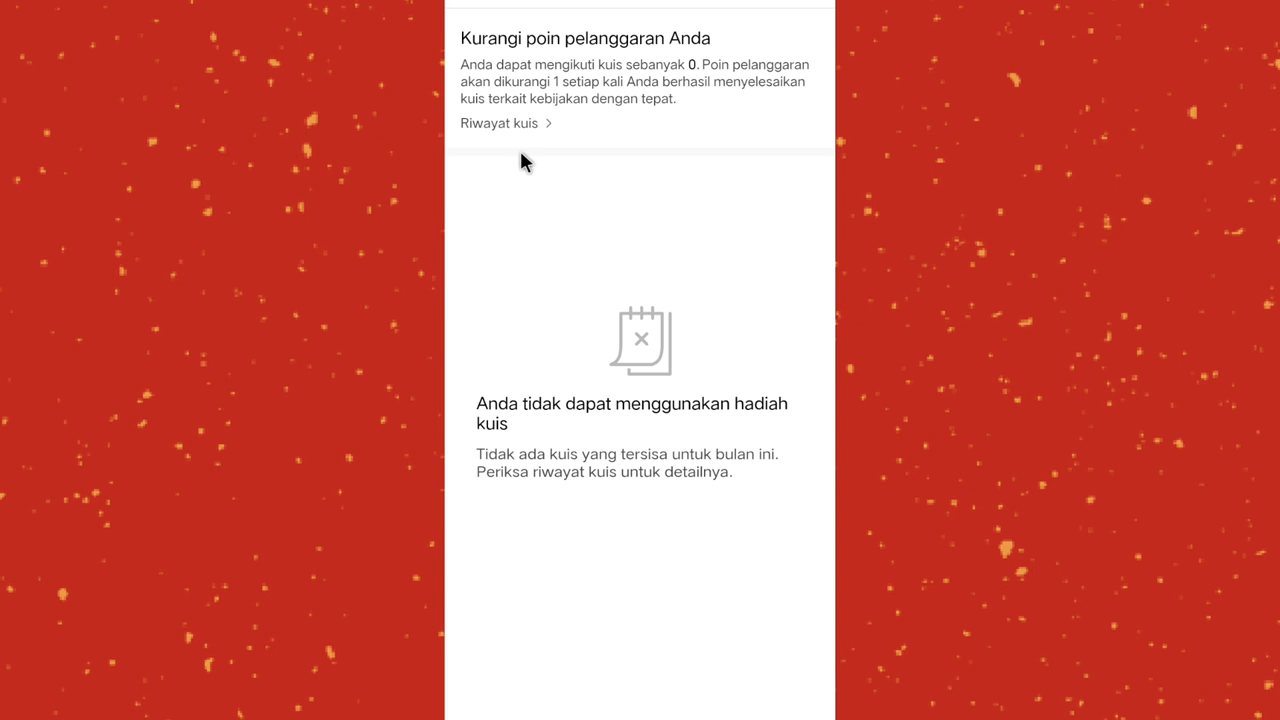 Kurangi poin pelanggaran Anda
Anda dapat mengikuti kuis sebanyak 0. Poin pelanggaran
akan dikurangi 1 setiap kali Anda berhasil menyelesaikan
kuis terkait kebijakan dengan tepat.
Riwayat kuis >
Anda tidak dapat menggunakan hadiah
kuis
Tidak ada kuis yang tersisa untuk bulan ini.
Periksa riwayat kuis untuk detailnya.